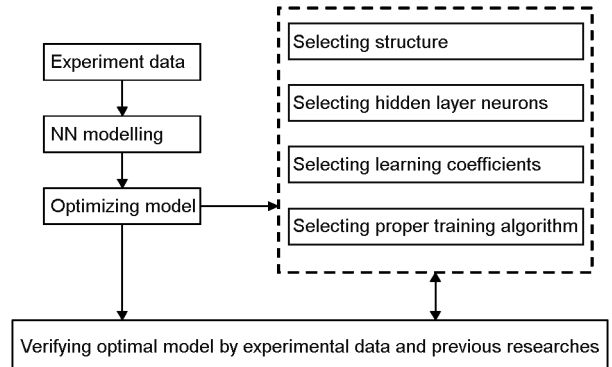 Experiment data
NN modelling
Optimizing model
Selecting structure
Selecting hidden layer neurons
Selecting learning coefficients
Selecting proper training algorithm
Verifying optimal model by experimental data and previous researches